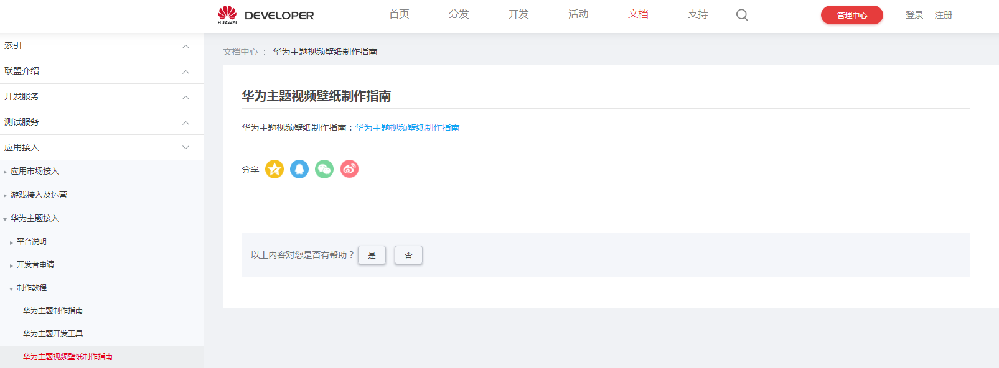 HUAWEI DEVELOPER 首页 分发 开发 活动 文档 支持 管理中心 登录 | 注册
索引
联盟介绍
开发服务
测试服务
应用接入
应用市场接入
游戏接入及运营
华为主题接入
平台说明
开发者申请
制作教程
华为主题制作指南
华为主题开发工具
华为主题视频壁纸制作指南
文档中心 > 华为主题视频壁纸制作指南
华为主题视频壁纸制作指南
华为主题视频壁纸制作指南：华为主题视频壁纸制作指南
分享
以上内容对您是否有帮助？ 是 否